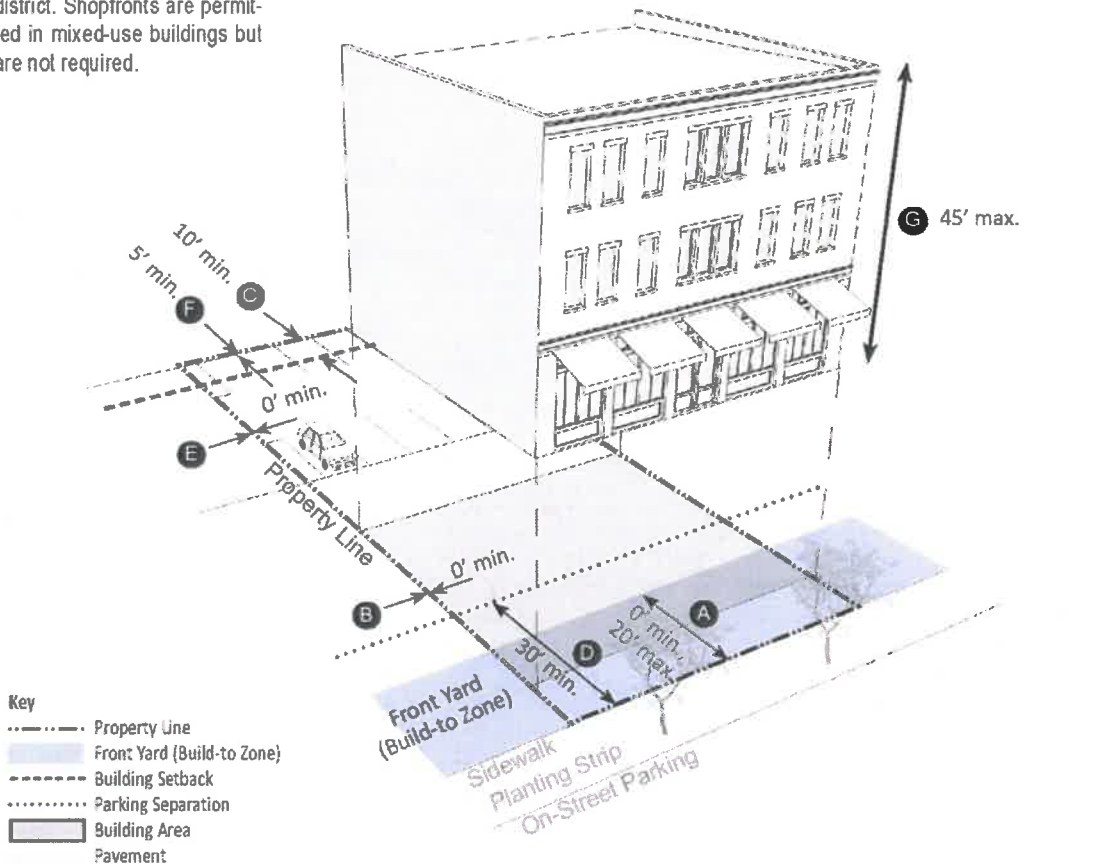 district. Shopfronts are permit-
ed in mixed-use buildings but
are not required.
G 45' max.
10' min.
5' min.
C
F
0' min.
E
Property Line
0' min.
B
A
0' min.,
20' max.
D
30' min.
Front Yard
(Build-to Zone)
Sidewalk
Planting Strip
On-Street Parking
Key
Property Line
Front Yard (Build-to Zone)
Building Setback
Parking Separation
Building Area
Pavement